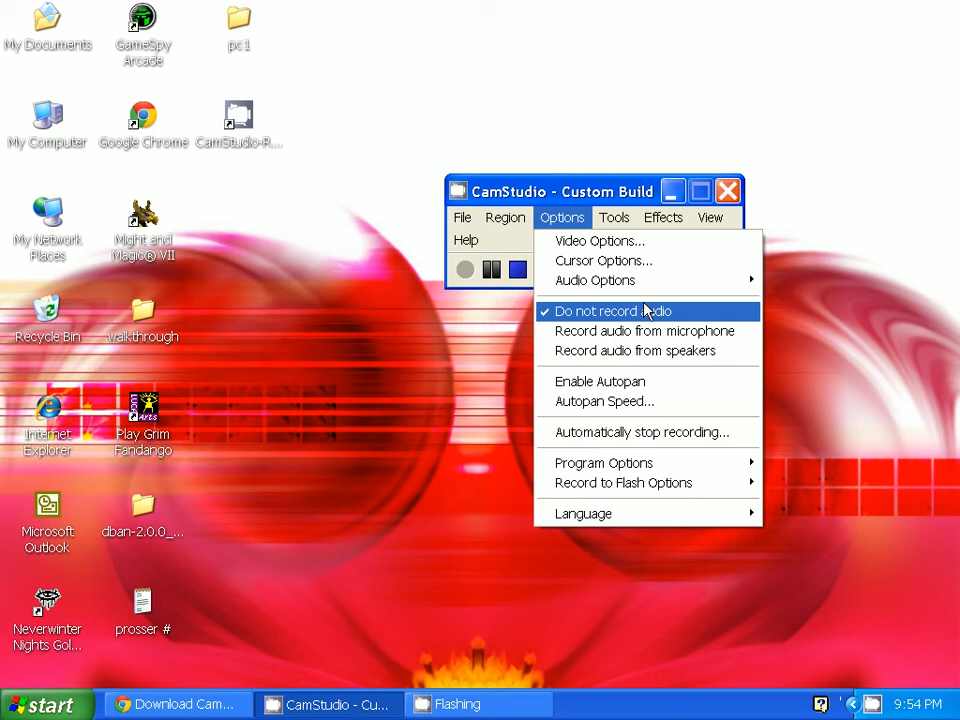 My Documents
GameSpy
Arcade
pc1
My Computer
Google Chrome
CamStudio-R...
My Network
Places
Might and
Magic® VII
Recycle Bin
walkthrough
Internet
Explorer
LUCAS
Arts
Play Grim
Fandango
Microsoft
Outlook
dban-2.0.0_...
Neverwinter
Nights Gol...
prosser #
CamStudio - Custom Build
File Region Options Tools Effects View
Help
Video Options...
Cursor Options...
Audio Options
Do not record audio
Record audio from microphone
Record audio from speakers
Enable Autopan
Autopan Speed...
Automatically stop recording...
Program Options
Record to Flash Options
Language
start
Download Cam...
CamStudio - Cu...
Flashing
9:54 PM